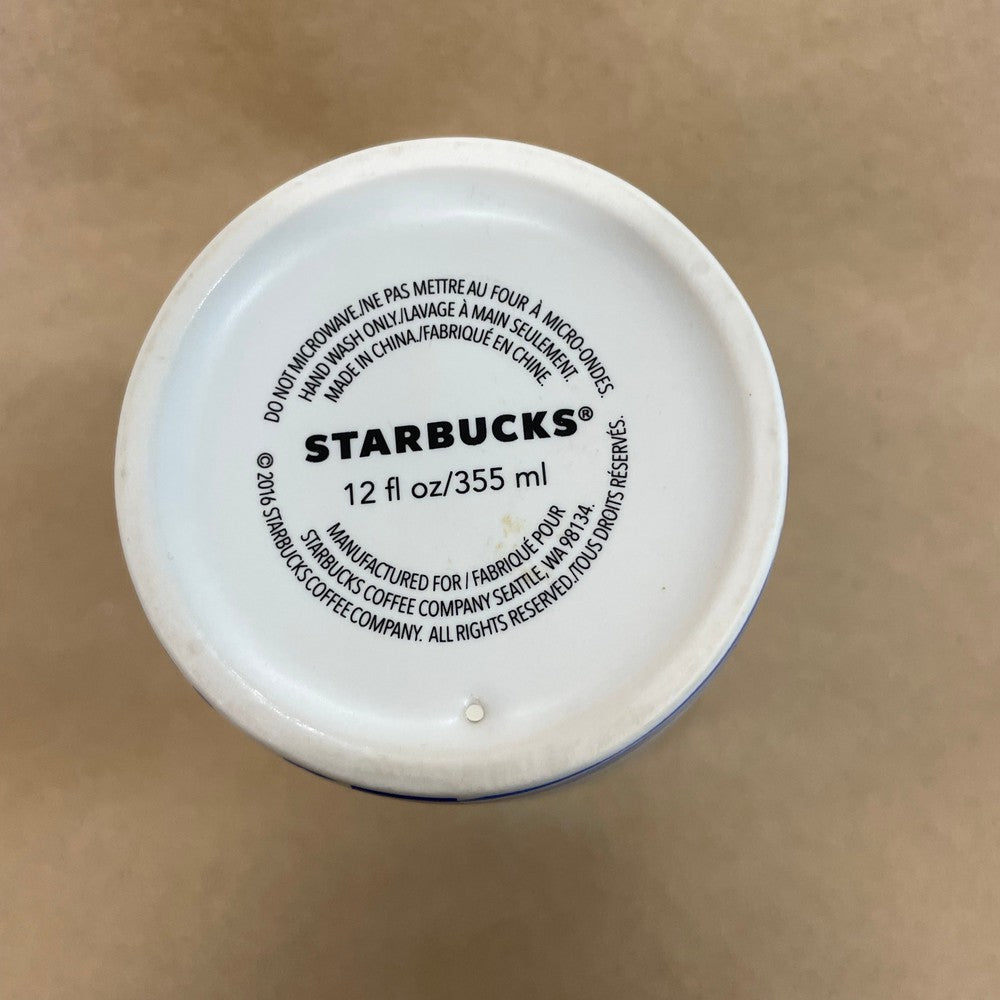 DO NOT MICROWAVE./NE PAS METTRE AU FOUR À MICRO-ONDES.
HAND WASH ONLY./LAVAGE À MAIN SEULEMENT.
MADE IN CHINA./FABRIQUÉ EN CHINE.
STARBUCKS®
12 fl oz/355 ml
MANUFACTURED FOR / FABRIQUÉ POUR
STARBUCKS COFFEE COMPANY SEATTLE, WA 98134.
© 2016 STARBUCKS COFFEE COMPANY. ALL RIGHTS RESERVED./TOUS DROITS RÉSERVÉS.